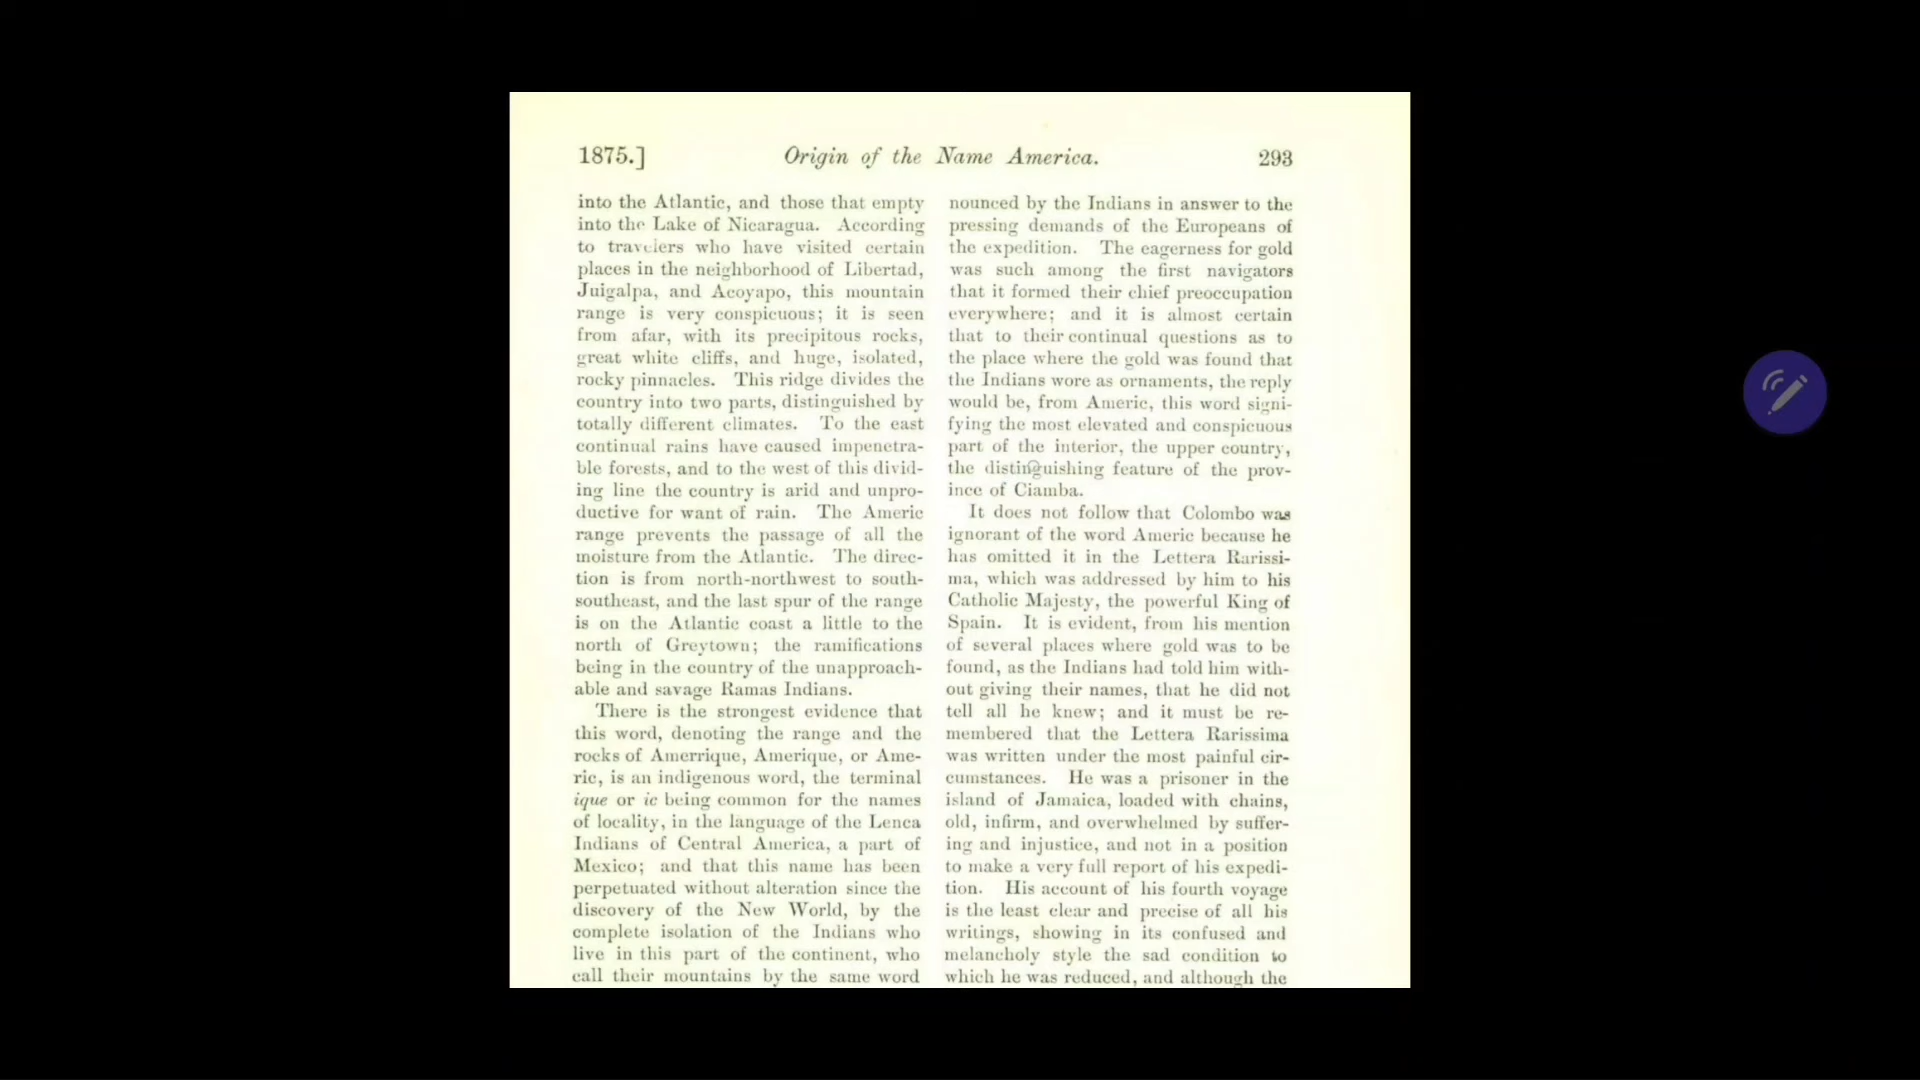 1875.] Origin of the Name America. 293
into the Atlantic, and those that empty
into the Lake of Nicaragua. According
to travelers who have visited certain
places in the neighborhood of Libertad,
Juigalpa, and Acoyapo, this mountain
range is very conspicuous; it is seen
from afar, with its precipitous rocks,
great white cliffs, and huge, isolated,
rocky pinnacles. This ridge divides the
country into two parts, distinguished by
totally different climates. To the east
continual rains have caused impenetra-
ble forests, and to the west of this divid-
ing line the country is arid and unpro-
ductive for want of rain. The Americ
range prevents the passage of all the
moisture from the Atlantic. The direc-
tion is from north-northwest to south-
southeast, and the last spur of the range
is on the Atlantic coast a little to the
north of Greytown; the ramifications
being in the country of the unapproach-
able and savage Ramas Indians.
There is the strongest evidence that
this word, denoting the range and the
rocks of Amerrique, Amerique, or Ame-
ric, is an indigenous word, the terminal
ique or ic being common for the names
of locality, in the language of the Lenca
Indians of Central America, a part of
Mexico; and that this name has been
perpetuated without alteration since the
discovery of the New World, by the
complete isolation of the Indians who
live in this part of the continent, who
call their mountains by the same word
nounced by the Indians in answer to the
pressing demands of the Europeans of
the expedition. The eagerness for gold
was such among the first navigators
that it formed their chief preoccupation
everywhere; and it is almost certain
that to their continual questions as to
the place where the gold was found that
the Indians wore as ornaments, the reply
would be, from Americ, this word signi-
fying the most elevated and conspicuous
part of the interior, the upper country,
the distinguishing feature of the prov-
ince of Ciamba.
It does not follow that Colombo was
ignorant of the word Americ because he
has omitted it in the Lettera Rarissi-
ma, which was addressed by him to his
Catholic Majesty, the powerful King of
Spain. It is evident, from his mention
of several places where gold was to be
found, as the Indians had told him with-
out giving their names, that he did not
tell all he knew; and it must be re-
membered that the Lettera Rarissima
was written under the most painful cir-
cumstances. He was a prisoner in the
island of Jamaica, loaded with chains,
old, infirm, and overwhelmed by suffer-
ing and injustice, and not in a position
to make a very full report of his expedi-
tion. His account of his fourth voyage
is the least clear and precise of all his
writings, showing in its confused and
melancholy style the sad condition to
which he was reduced, and although the